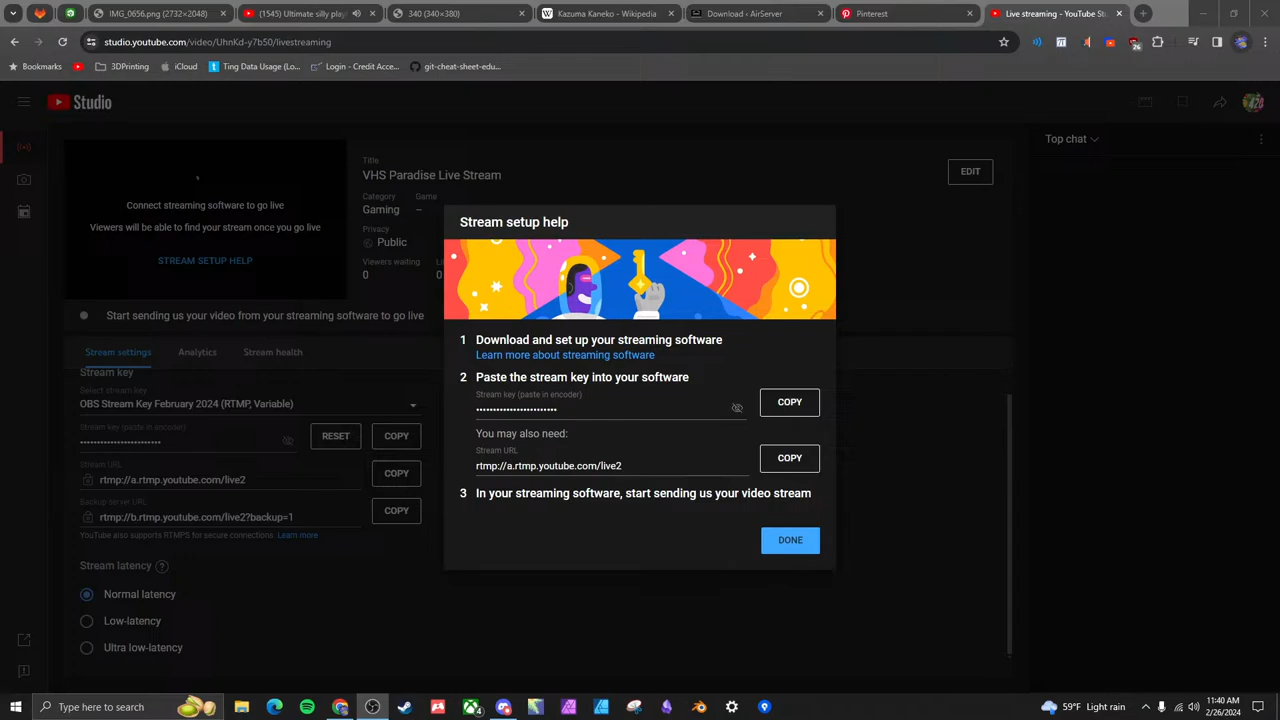 IMG_0656.png (2732×2048)
(1545) Ultimate silly play
340 (340×380)
Kazuma Kaneko - Wikipedia
Download ‹ AirServer
Pinterest
Live streaming - YouTube St
studio.youtube.com/video/UhnKd-y7b50/livestreaming
26
Bookmarks
3DPrinting
iCloud
Ting Data Usage (Lo...
Login - Credit Acce...
git-cheat-sheet-edu...
Studio
Connect streaming software to go live
Viewers will be able to find your stream once you go live
STREAM SETUP HELP
Title
VHS Paradise Live Stream
Category
Game
Gaming
–
Privacy
Public
Viewers waiting
0
0
EDIT
Top chat
Start sending us your video from your streaming software to go live
Stream settings
Analytics
Stream health
Stream key
Select stream key
OBS Stream Key February 2024 (RTMP, Variable)
Stream key (paste in encoder)
•••••••••••••••••••••••
RESET
COPY
Stream URL
rtmp://a.rtmp.youtube.com/live2
COPY
Backup server URL
rtmp://b.rtmp.youtube.com/live2?backup=1
COPY
YouTube also supports RTMPS for secure connections. Learn more
Stream latency
Normal latency
Low-latency
Ultra low-latency
Stream setup help
1 Download and set up your streaming software
Learn more about streaming software
2 Paste the stream key into your software
Stream key (paste in encoder)
•••••••••••••••••••••••
COPY
You may also need:
Stream URL
rtmp://a.rtmp.youtube.com/live2
COPY
3 In your streaming software, start sending us your video stream
DONE
Type here to search
4
59°F Light rain
11:40 AM
2/26/2024